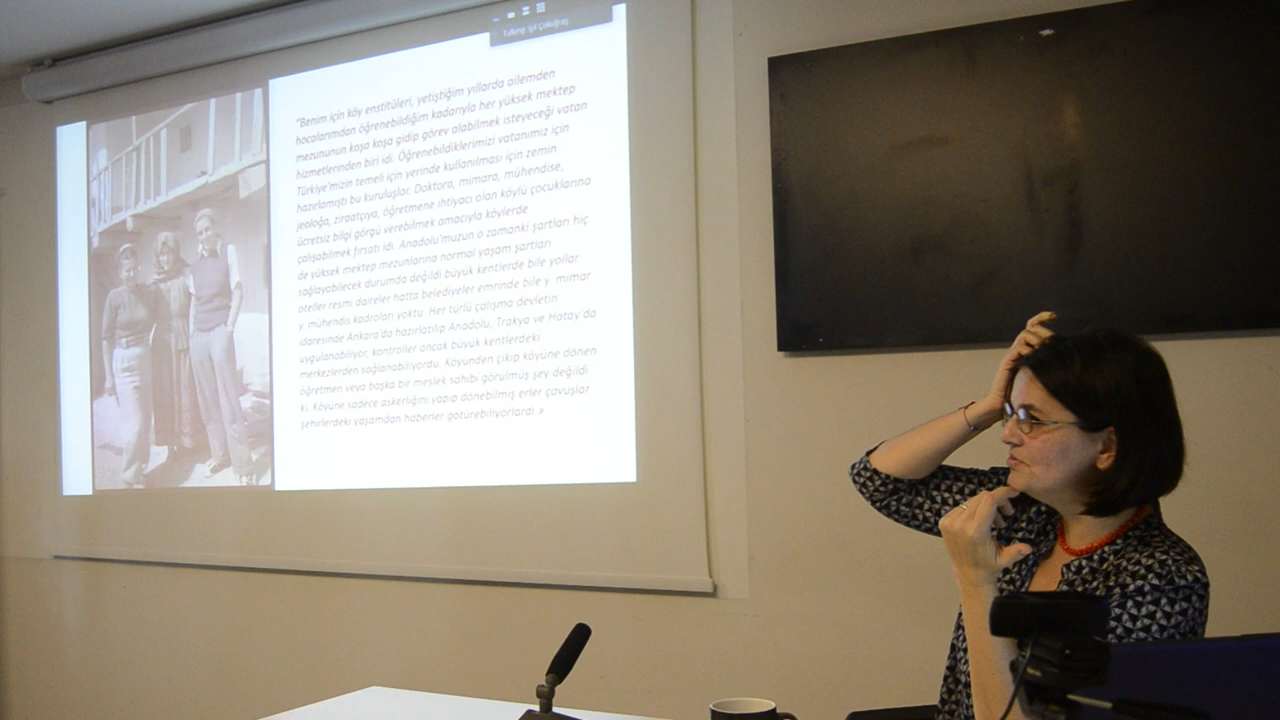 Talking: Işıl Çokuğraş
"Benim için köy enstitüleri, yetiştiğim yıllarda ailemden
hocalarımdan öğrenebildiğim kadarıyla her yüksek mektep
mezununun koşa koşa gidip görev alabilmek isteyeceği vatan
hizmetlerinden biri idi. Öğrenebildiklerimizi vatanımız için
Türkiye'mizin temeli için yerinde kullanılması için zemin
hazırlamıştı bu kuruluşlar. Doktora, mimara, mühendise,
jeoloğa, ziraatçıya, öğretmene ihtiyacı olan köylü çocuklarına
ücretsiz bilgi görgü verebilmek amacıyla köylerde
çalışabilmek fırsatı idi. Anadolu'muzun o zamanki şartları hiç
de yüksek mektep mezunlarına normal yaşam şartları
sağlayabilecek durumda değildi büyük kentlerde bile yollar
oteller resmi daireler hatta belediyeler emrinde bile y. mimar
y. mühendis kadroları yoktu. Her türlü çalışma devletin
idaresinde Ankara'da hazırlatılıp Anadolu, Trakya ve Hatay'da
uygulanabiliyor, kontroller ancak büyük kentlerdeki
merkezlerden sağlanabiliyordu. Köyünden çıkıp köyüne dönen
öğretmen veya başka bir meslek sahibi görülmüş şey değildi
ki. Köyüne sadece askerliğini yapıp dönebilmiş erler çavuşlar
şehirlerdeki yaşamdan haberler götürebiliyorlardı.»